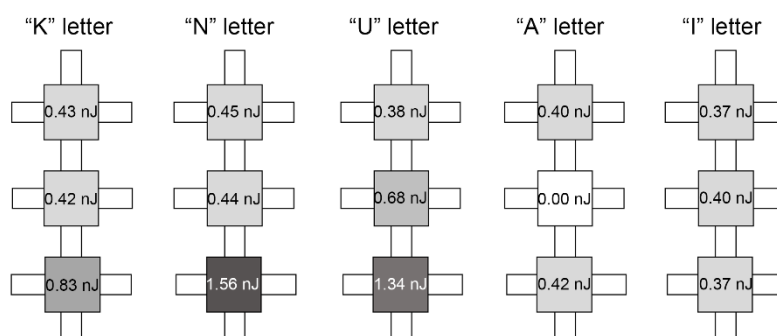 “K” letter “N” letter “U” letter “A” letter “I” letter
0.43 nJ 0.45 nJ 0.38 nJ 0.40 nJ 0.37 nJ
0.42 nJ 0.44 nJ 0.68 nJ 0.00 nJ 0.40 nJ
0.83 nJ 1.56 nJ 1.34 nJ 0.42 nJ 0.37 nJ